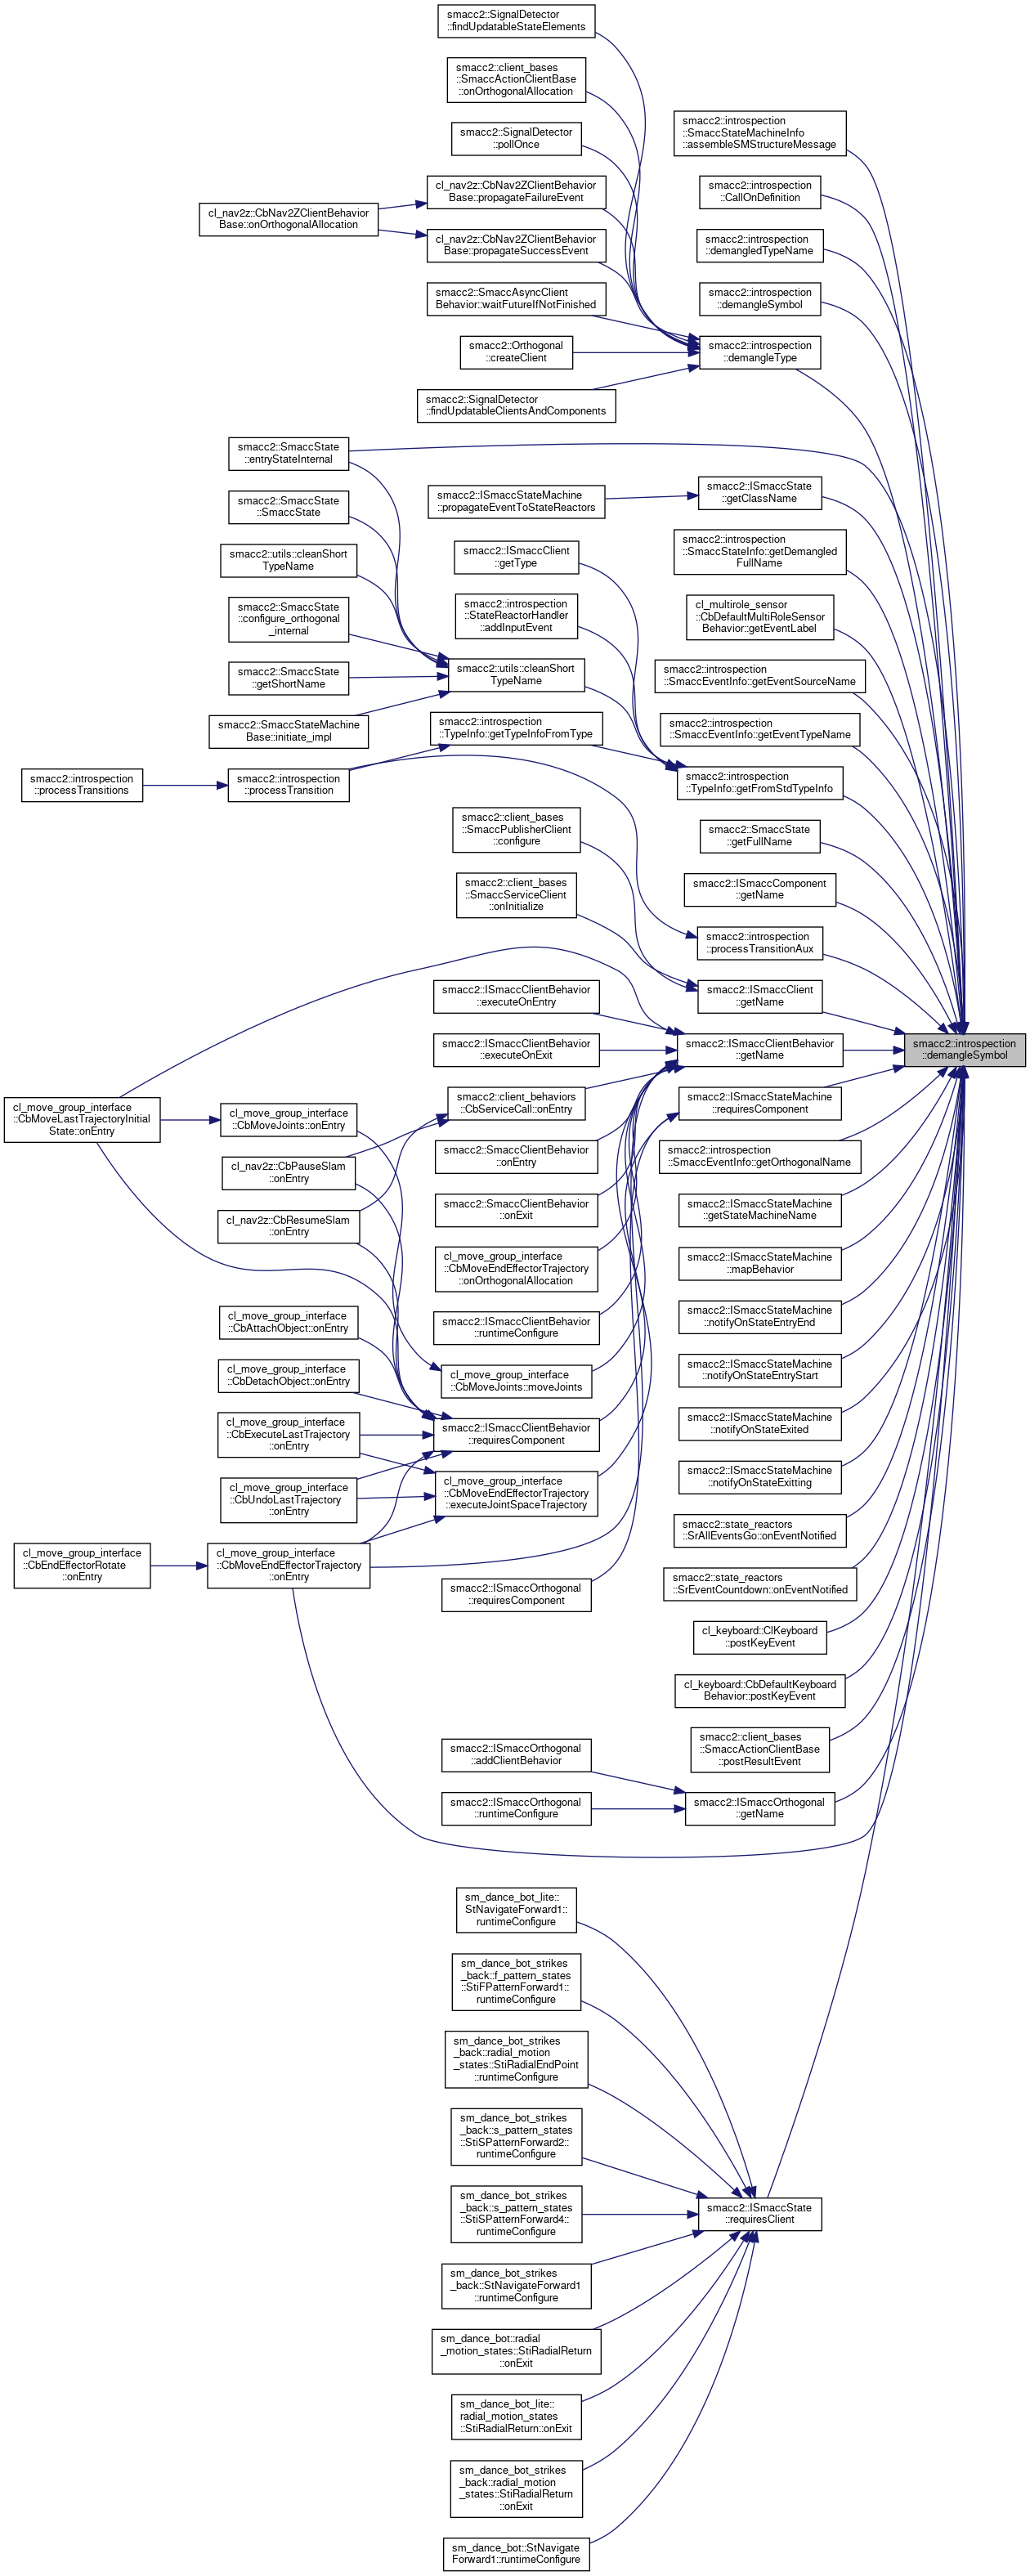 smacc2::SignalDetector
::findUpdatableStateElements
smacc2::client_bases
::SmaccActionClientBase
::onOrthogonalAllocation
smacc2::SignalDetector
::pollOnce
cl_nav2z::CbNav2ZClientBehavior
Base::propagateFailureEvent
cl_nav2z::CbNav2ZClientBehavior
Base::onOrthogonalAllocation
cl_nav2z::CbNav2ZClientBehavior
Base::propagateSuccessEvent
smacc2::SmaccAsyncClient
Behavior::waitFutureIfNotFinished
smacc2::Orthogonal
::createClient
smacc2::SignalDetector
::findUpdatableClientsAndComponents
smacc2::introspection
::SmaccStateMachineInfo
::assembleSMStructureMessage
smacc2::introspection
::CallOnDefinition
smacc2::introspection
::demangledTypeName
smacc2::introspection
::demangleSymbol
smacc2::introspection
::demangleType
smacc2::SmaccState
::entryStateInternal
smacc2::SmaccState
::SmaccState
smacc2::utils::cleanShort
TypeName
smacc2::SmaccState
::configure_orthogonal
_internal
smacc2::SmaccState
::getShortName
smacc2::SmaccStateMachine
Base::initiate_impl
smacc2::ISmaccStateMachine
::propagateEventToStateReactors
smacc2::ISmaccClient
::getType
smacc2::introspection
::StateReactorHandler
::addInputEvent
smacc2::utils::cleanShort
TypeName
smacc2::introspection
::TypeInfo::getTypeInfoFromType
smacc2::introspection
::processTransitions
smacc2::introspection
::processTransition
smacc2::ISmaccState
::getClassName
smacc2::introspection
::SmaccStateInfo::getDemangled
FullName
cl_multirole_sensor
::CbDefaultMultiRoleSensor
Behavior::getEventLabel
smacc2::introspection
::SmaccEventInfo::getEventSourceName
smacc2::introspection
::SmaccEventInfo::getEventTypeName
smacc2::introspection
::TypeInfo::getFromStdTypeInfo
smacc2::SmaccState
::getFullName
smacc2::ISmaccComponent
::getName
smacc2::introspection
::processTransitionAux
smacc2::ISmaccClient
::getName
smacc2::client_bases
::SmaccPublisherClient
::configure
smacc2::client_bases
::SmaccServiceClient
::onInitialize
smacc2::ISmaccClientBehavior
::executeOnEntry
smacc2::ISmaccClientBehavior
::executeOnExit
smacc2::ISmaccClientBehavior
::getName
smacc2::introspection
::demangleSymbol
smacc2::client_behaviors
::CbServiceCall::onEntry
smacc2::ISmaccStateMachine
::requiresComponent
cl_move_group_interface
::CbMoveLastTrajectoryInitial
State::onEntry
cl_move_group_interface
::CbMoveJoints::onEntry
smacc2::SmaccClientBehavior
::onEntry
smacc2::introspection
::SmaccEventInfo::getOrthogonalName
cl_nav2z::CbPauseSlam
::onEntry
smacc2::SmaccClientBehavior
::onExit
smacc2::ISmaccStateMachine
::getStateMachineName
cl_nav2z::CbResumeSlam
::onEntry
cl_move_group_interface
::CbMoveEndEffectorTrajectory
::onOrthogonalAllocation
smacc2::ISmaccStateMachine
::mapBehavior
cl_move_group_interface
::CbAttachObject::onEntry
smacc2::ISmaccClientBehavior
::runtimeConfigure
smacc2::ISmaccStateMachine
::notifyOnStateEntryEnd
cl_move_group_interface
::CbDetachObject::onEntry
cl_move_group_interface
::CbMoveJoints::moveJoints
smacc2::ISmaccStateMachine
::notifyOnStateEntryStart
cl_move_group_interface
::CbExecuteLastTrajectory
::onEntry
smacc2::ISmaccClientBehavior
::requiresComponent
smacc2::ISmaccStateMachine
::notifyOnStateExited
cl_move_group_interface
::CbUndoLastTrajectory
::onEntry
cl_move_group_interface
::CbMoveEndEffectorTrajectory
::executeJointSpaceTrajectory
smacc2::ISmaccStateMachine
::notifyOnStateExitting
smacc2::state_reactors
::SrAllEventsGo::onEventNotified
cl_move_group_interface
::CbEndEffectorRotate
::onEntry
cl_move_group_interface
::CbMoveEndEffectorTrajectory
::onEntry
smacc2::ISmaccOrthogonal
::requiresComponent
smacc2::state_reactors
::SrEventCountdown::onEventNotified
cl_keyboard::ClKeyboard
::postKeyEvent
cl_keyboard::CbDefaultKeyboard
Behavior::postKeyEvent
smacc2::client_bases
::SmaccActionClientBase
::postResultEvent
smacc2::ISmaccOrthogonal
::addClientBehavior
smacc2::ISmaccOrthogonal
::runtimeConfigure
smacc2::ISmaccOrthogonal
::getName
sm_dance_bot_lite::
StNavigateForward1::
runtimeConfigure
sm_dance_bot_strikes
_back::f_pattern_states
::StiFPatternForward1::
runtimeConfigure
sm_dance_bot_strikes
_back::radial_motion
_states::StiRadialEndPoint
::runtimeConfigure
sm_dance_bot_strikes
_back::s_pattern_states
::StiSPatternForward2::
runtimeConfigure
sm_dance_bot_strikes
_back::s_pattern_states
::StiSPatternForward4::
runtimeConfigure
smacc2::ISmaccState
::requiresClient
sm_dance_bot_strikes
_back::StNavigateForward1
::runtimeConfigure
sm_dance_bot::radial
_motion_states::StiRadialReturn
::onExit
sm_dance_bot_lite::
radial_motion_states
::StiRadialReturn::onExit
sm_dance_bot_strikes
_back::radial_motion
_states::StiRadialReturn
::onExit
sm_dance_bot::StNavigate
Forward1::runtimeConfigure